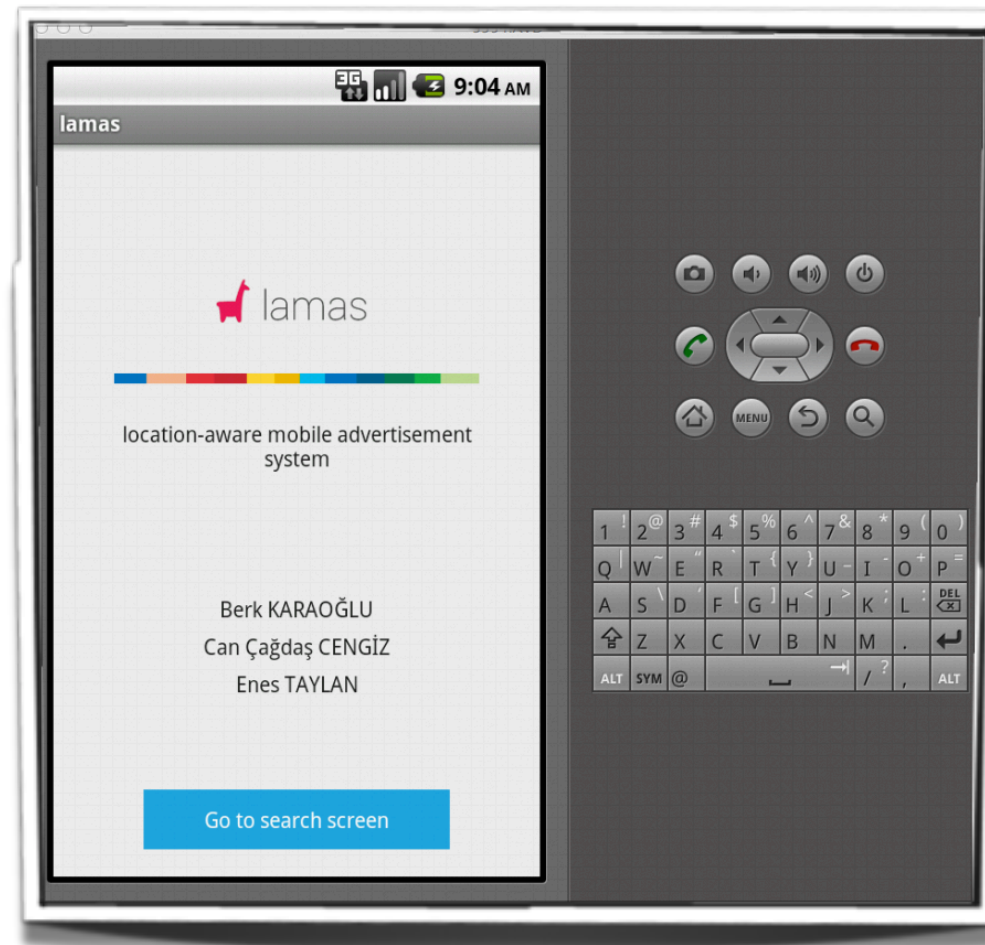 3G 9:04 AM
lamas
lamas
location-aware mobile advertisement
system
Berk KARAOĞLU
Can Çağdaş CENGİZ
Enes TAYLAN
Go to search screen
MENU
1 ! 2 @ 3 # 4 $ 5 % 6 ^ 7 & 8 * 9 ( 0 )
Q | W ~ E " R ` T { Y } U _ I - O + P =
A S \ D ' F [ G ] H < J > K ; L : DEL
Z X C V B N M .
ALT SYM @ / ? , ALT